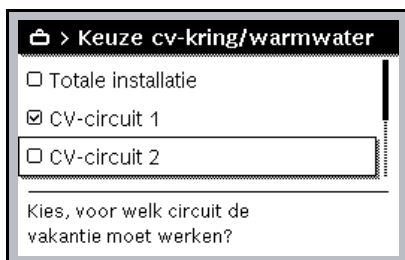 > Keuze cv-kring/warmwater
Totale installatie
CV-circuit 1
CV-circuit 2
Kies, voor welk circuit de
vakantie moet werken?